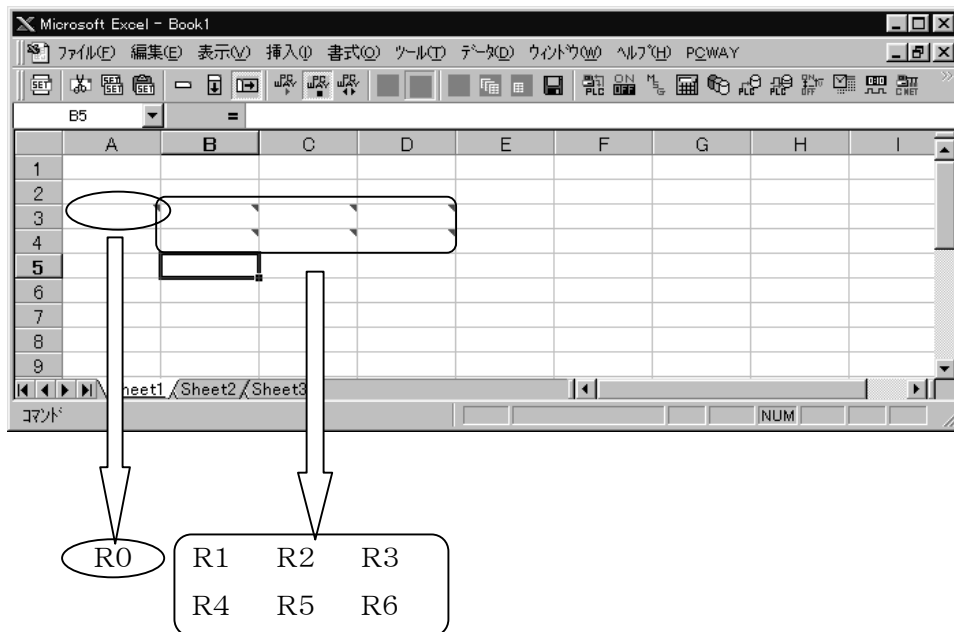 Microsoft Excel - Book1
ﾌｧｲﾙ(F) 編集(E) 表示(V) 挿入(I) 書式(O) ﾂｰﾙ(T) ﾃﾞｰﾀ(D) ｳｨﾝﾄﾞｳ(W) ﾍﾙﾌﾟ(H) PCWAY
B5 =
A B C D E F G H I
1
2
3
4
5
6
7
8
9
Sheet2 Sheet3
ｺﾏﾝﾄﾞ NUM
R0 R1 R2 R3
R4 R5 R6